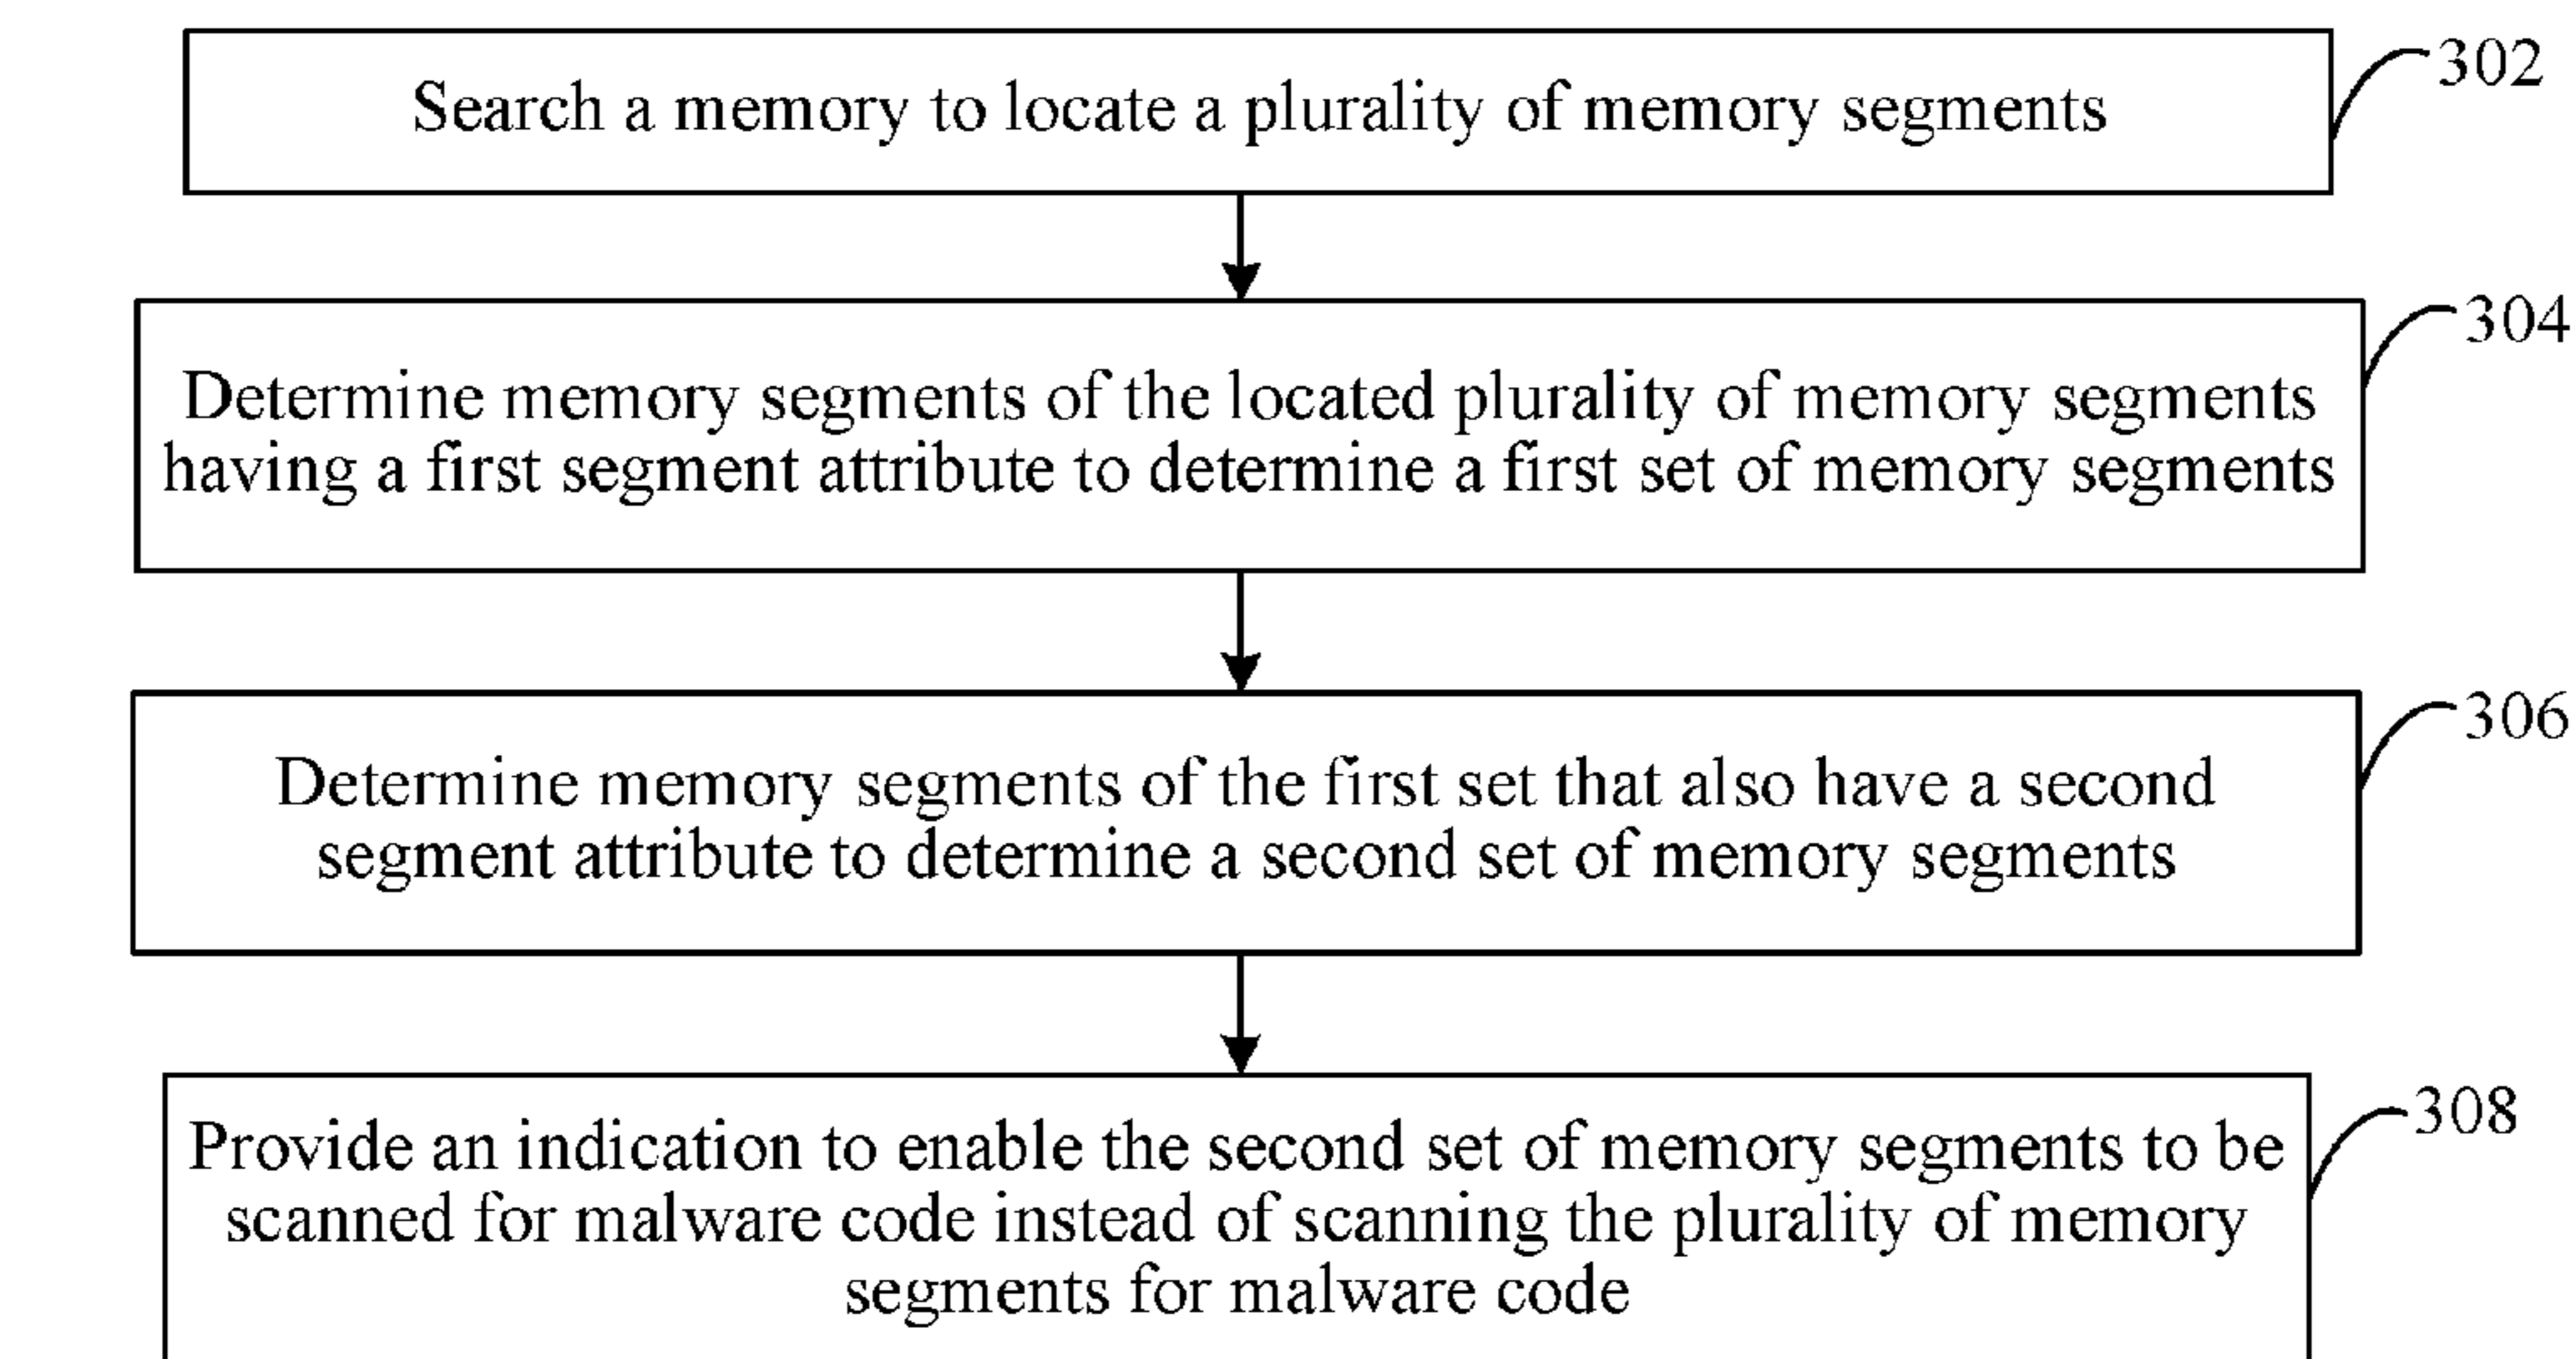 Search a memory to locate a plurality of memory segments
302
304
Determine memory segments of the located plurality of memory segments
having a first segment attribute to determine a first set of memory segments
306
Determine memory segments of the first set that also have a second
segment attribute to determine a second set of memory segments
308
Provide an indication to enable the second set of memory segments to be
scanned for malware code instead of scanning the plurality of memory
segments for malware code